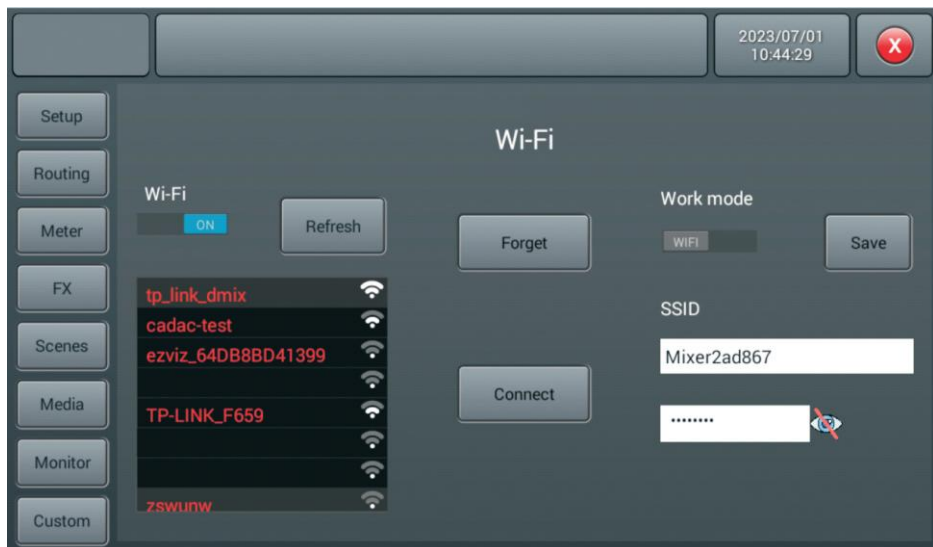 2023/07/01
10:44:29
X
Setup
Routing
Meter
FX
Scenes
Media
Monitor
Custom
Wi-Fi
Wi-Fi
ON
Refresh
tp_link_dmix
cadac-test
ezviz_64DB8BD41399
TP-LINK_F659
zswunw
Forget
Connect
Work mode
WIFI
Save
SSID
Mixer2ad867
••••••••